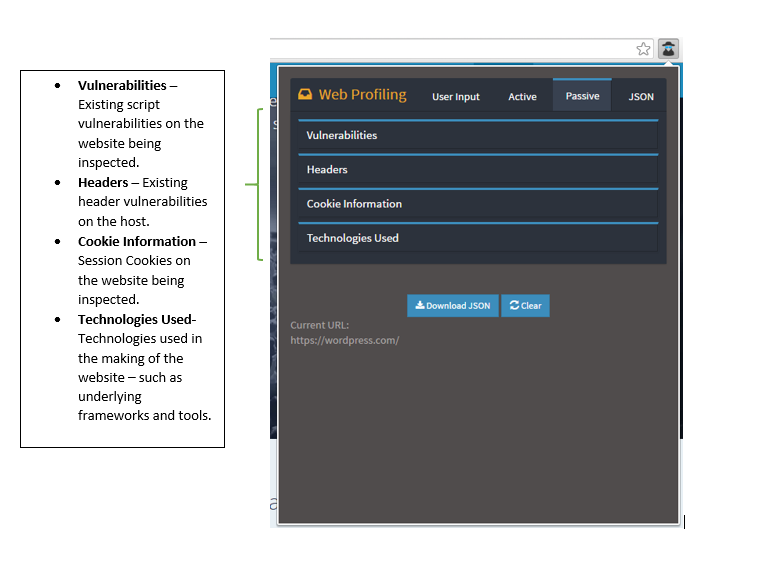 • Vulnerabilities –
Existing script
vulnerabilities on the
website being
inspected.
• Headers – Existing
header vulnerabilities
on the host.
• Cookie Information –
Session Cookies on
the website being
inspected.
• Technologies Used-
Technologies used in
the making of the
website – such as
underlying
frameworks and tools.
Web Profiling User Input Active Passive JSON
Vulnerabilities
Headers
Cookie Information
Technologies Used
Download JSON Clear
Current URL:
https://wordpress.com/